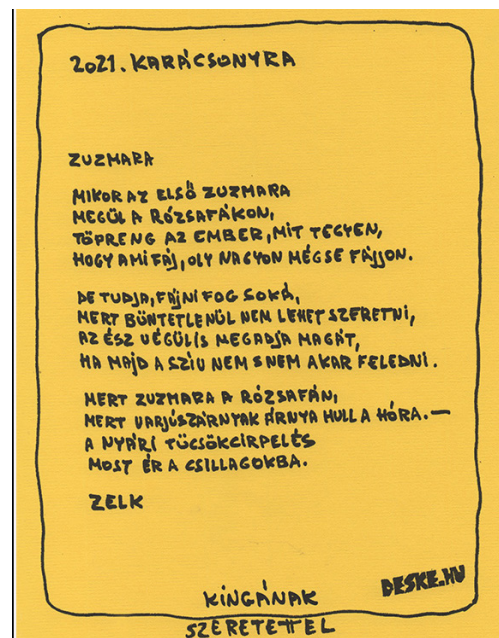 2021. KARÁCSONYRA
ZUZMARA
MIKOR AZ ELSŐ ZUZMARA
MEGÜL A RÓZSAFÁKON,
TÖPRENG AZ EMBER, MIT TEGYEN,
HOGY AMI FÁJ, OLY NAGYON MÉGSE FÁJJON.
DE TUDJA, FÁJNI FOG SOKÁ,
MERT BÜNTETLENÜL NEM LEHET SZERETNI,
AZ ÉSZ VÉGÜLIS MEGADJA MAGÁT,
HA MAJD A SZIV NEM S NEM AKAR FELEDNI.
MERT ZUZMARA A RÓZSAFÁN,
MERT VARJÚSZÁRNYAK ÁRNYA HULL A HÓRA. —
A NYÁRI TÜCSÖKCIRPELÉS
MOST ÉR A CSILLAGOKBA.
ZELK
DESKE.HU
KINGÁNAK
SZERETETTEL